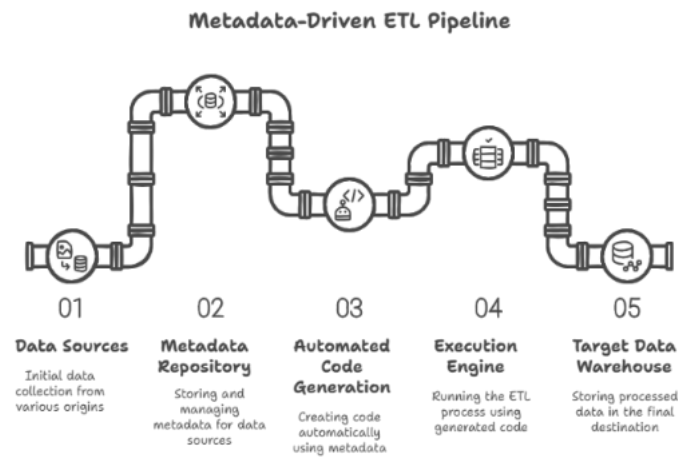 Metadata-Driven ETL Pipeline
</>
01
02
03
04
05
Data Sources
Initial data
collection from
various origins
Metadata
Repository
Storing and
managing
metadata for data
sources
Automated
Code
Generation
Creating code
automatically
using metadata
Execution
Engine
Running the ETL
process using
generated code
Target Data
Warehouse
Storing processed
data in the final
destination